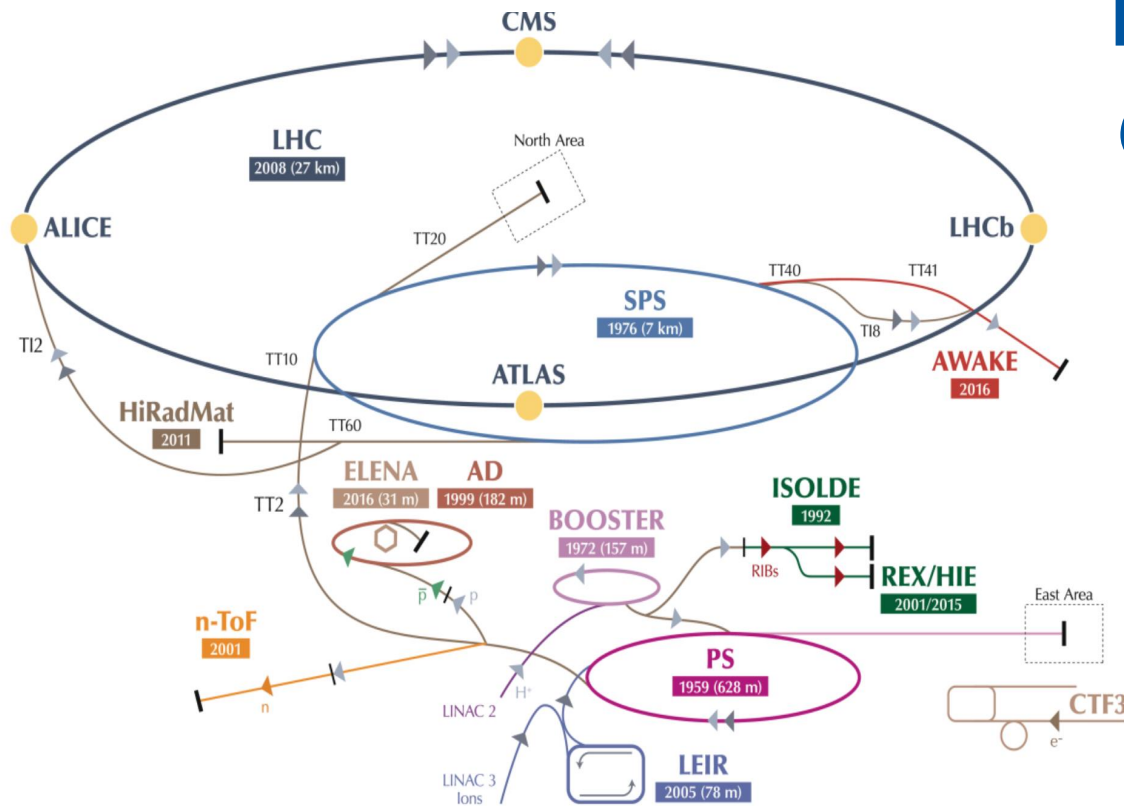 CMS
LHC
2008 (27 km)
North Area
ALICE
LHCb
TT20
TT40
TT41
SPS
1976 (7 km)
TI2
TT10
TI8
ATLAS
AWAKE
2016
HiRadMat
2011
TT60
ELENA
2016 (31 m)
AD
1999 (182 m)
ISOLDE
1992
TT2
BOOSTER
1972 (157 m)
RIBs
REX/HIE
2001/2015
p̅
p
East Area
n-ToF
2001
PS
1959 (628 m)
n
H⁺
LINAC 2
CTF3
e⁻
LINAC 3
Ions
LEIR
2005 (78 m)